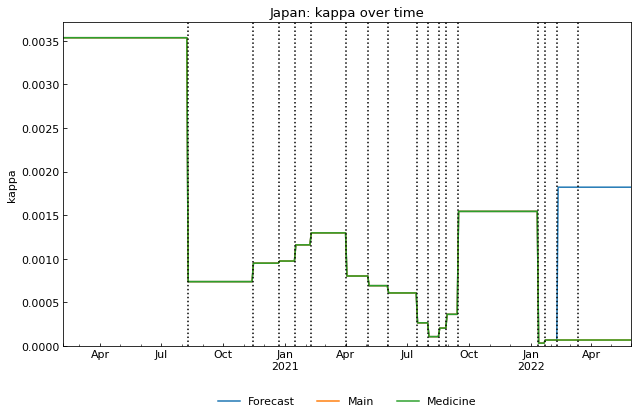 Japan: kappa over time
kappa
0.0035
0.0030
0.0025
0.0020
0.0015
0.0010
0.0005
0.0000
Apr Jul Oct Jan Apr Jul Oct Jan Apr
2021 2022
Forecast Main Medicine